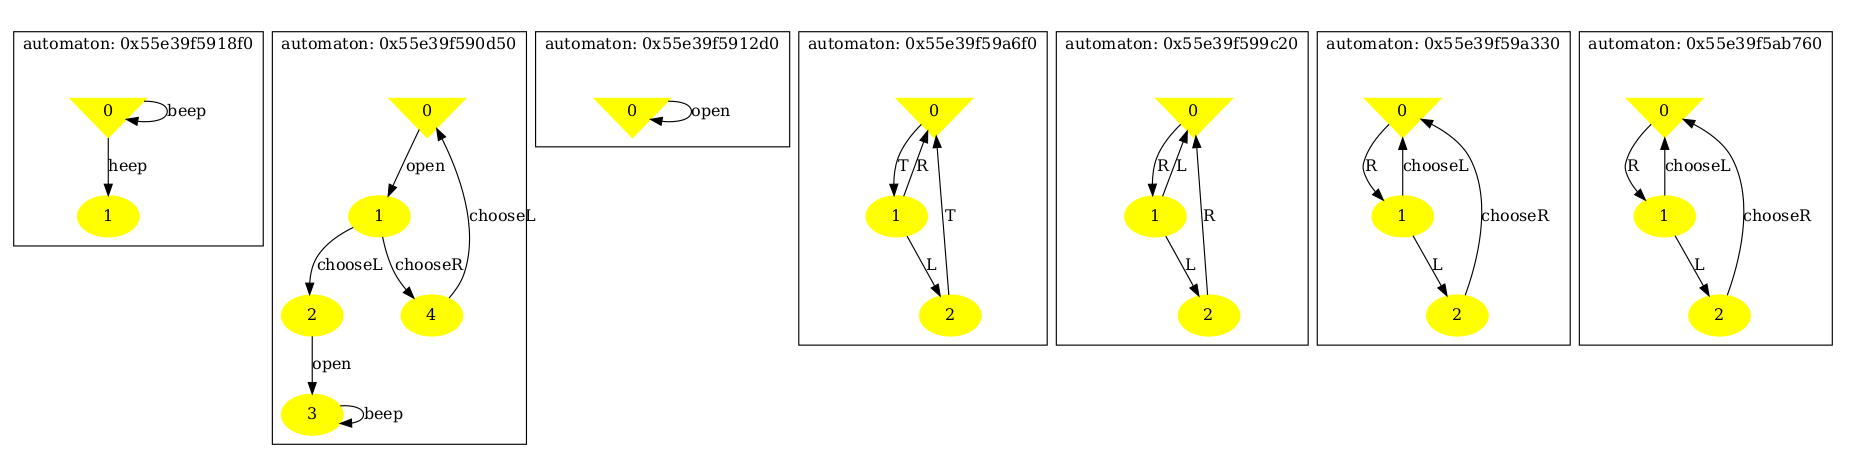 automaton: 0x55e39f5918f0
0
beep
heep
1
automaton: 0x55e39f590d50
0
open
1
chooseL
chooseL
chooseR
2
4
open
3
beep
automaton: 0x55e39f5912d0
0
open
automaton: 0x55e39f59a6f0
0
T
R
1
T
L
2
automaton: 0x55e39f599c20
0
R
L
1
R
L
2
automaton: 0x55e39f59a330
0
R
chooseL
1
chooseR
L
2
automaton: 0x55e39f5ab760
0
R
chooseL
1
chooseR
L
2